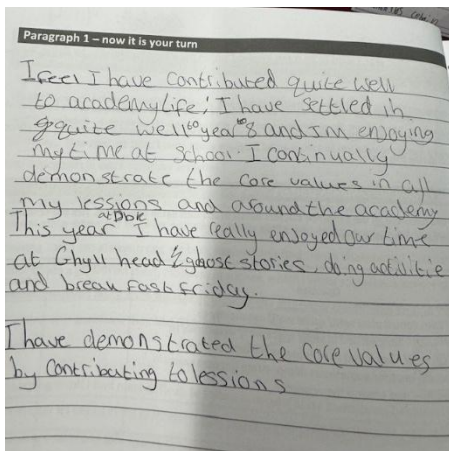 Paragraph 1 – now it is your turn
I feel I have contributed quite well
to academy life; I have settled in
quite well to year 8 and I'm enjoying
my time at school. I continually
demonstrate the core values in all
my lessions and around the academy
This year I have really enjoyed our time
at Ghyll head, ghost stories, doing activitie
and breakfast friday.
I have demonstrated the core values
by contributing to lessions